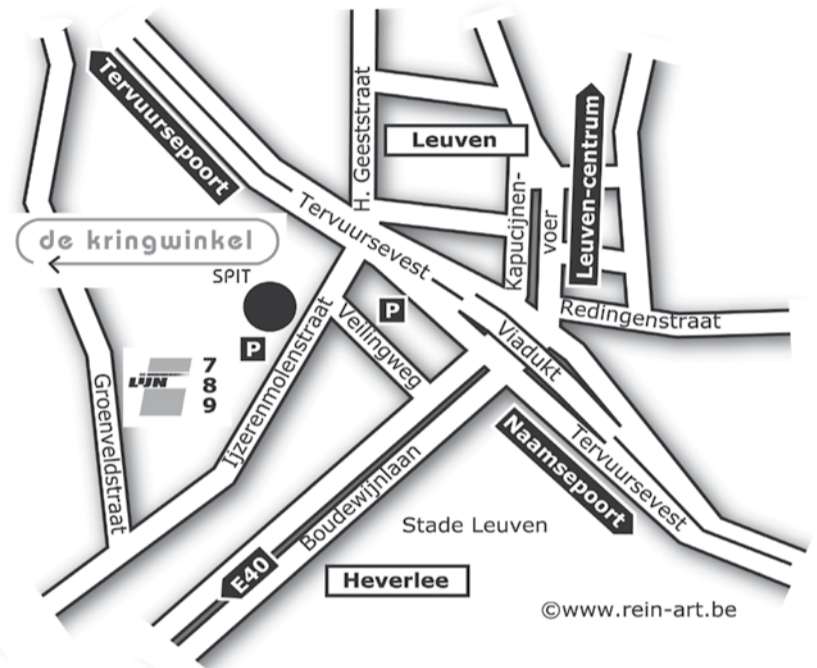 Tervuursepoort
H. Geeststraat
Leuven
Leuven-centrum
Kapucijnen-
voer
Tervuursevest
de kringwinkel
SPIT
P
P
Veilingweg
Redingenstraat
Viadukt
LIJN
7
8
9
Groenveldstraat
Ijzerenmolenstraat
Naamsepoort
Tervuursevest
Boudewijnlaan
Stade Leuven
E40
Heverlee
©www.rein-art.be